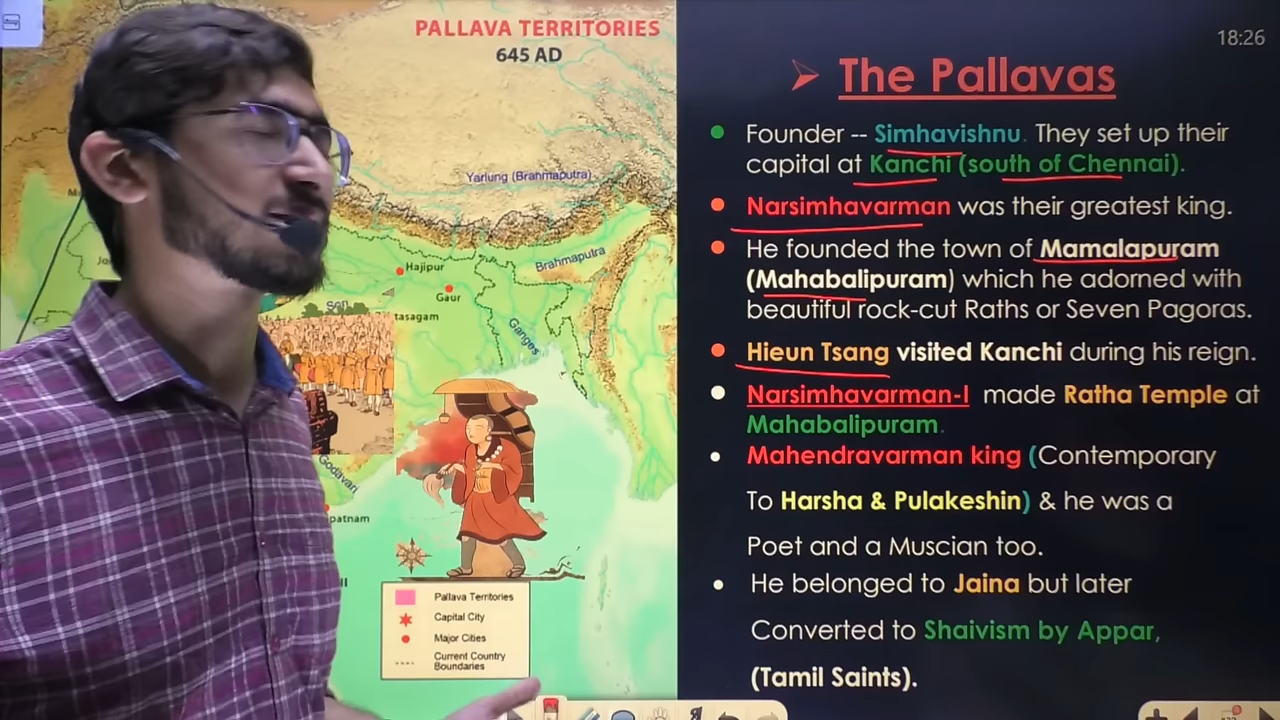 PALLAVA TERRITORIES
645 AD
Yarlung (Brahmaputra)
Brahmaputra
Hajipur
Gaur
Son
tasagam
Ganges
Godavari
patnam
Pallava Territories
Capital City
Major Cities
Current Country
Boundaries
18:26
➤ The Pallavas
Founder -- Simhavishnu. They set up their
capital at Kanchi (south of Chennai).
Narsimhavarman was their greatest king.
He founded the town of Mamalapuram
(Mahabalipuram) which he adorned with
beautiful rock-cut Raths or Seven Pagoras.
Hieun Tsang visited Kanchi during his reign.
Narsimhavarman-I made Ratha Temple at
Mahabalipuram.
Mahendravarman king (Contemporary
To Harsha & Pulakeshin) & he was a
Poet and a Muscian too.
He belonged to Jaina but later
Converted to Shaivism by Appar,
(Tamil Saints).